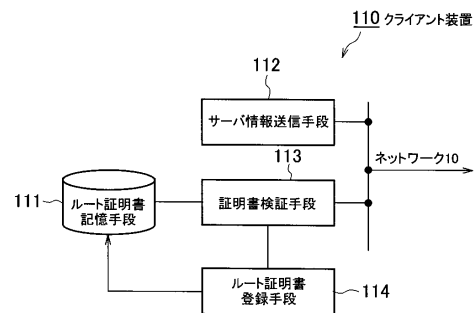 110 クライアント装置
112
サーバ情報送信手段
113
ネットワーク10
111
ルート証明書
記憶手段
証明書検証手段
ルート証明書
登録手段
114